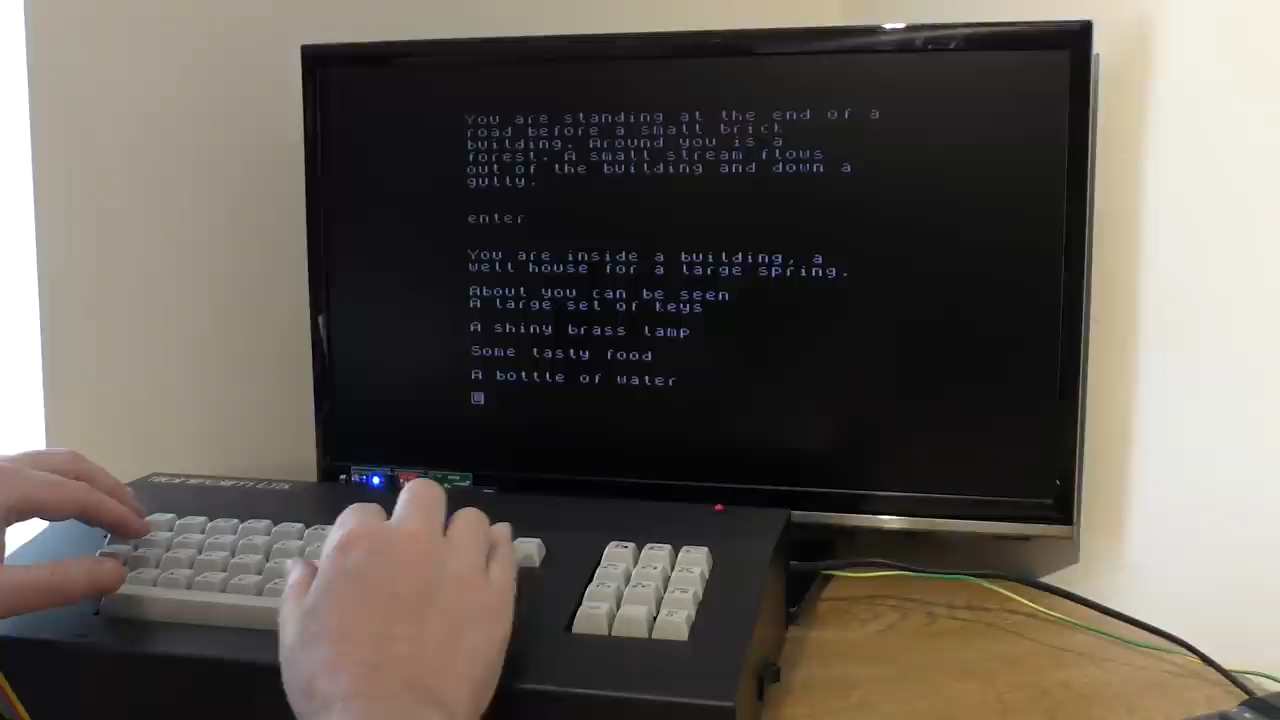 You are standing at the end of a
road before a small brick
building. Around you is a
forest. A small stream flows
out of the building and down a
gully.
enter
You are inside a building, a
well house for a large spring.
About you can be seen
A large set of keys
A shiny brass lamp
Some tasty food
A bottle of water